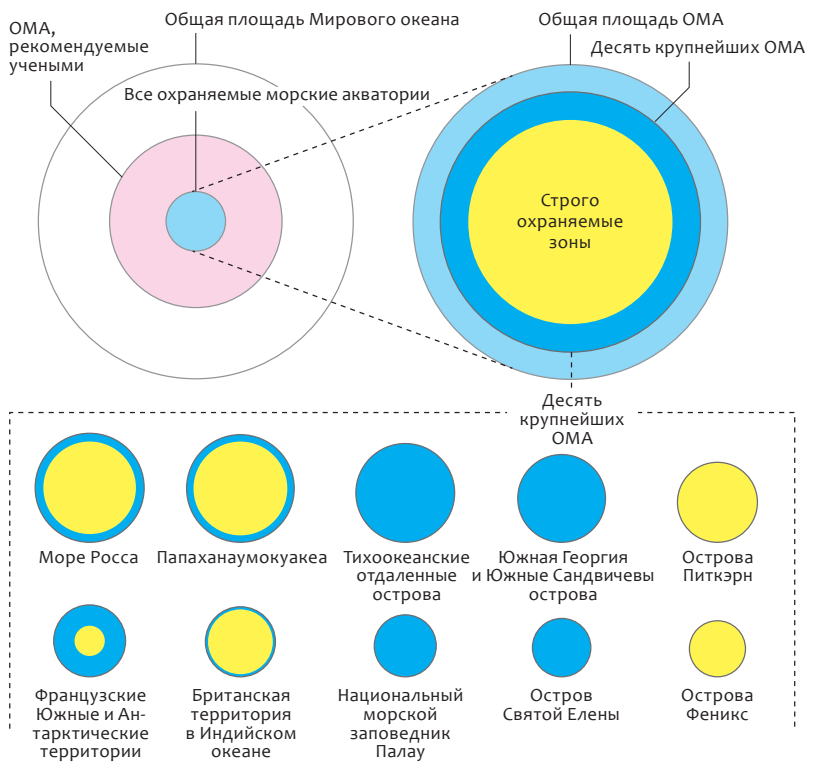 ОМА,
рекомендуемые
учеными
Общая площадь Мирового океана
Все охраняемые морские акватории
Общая площадь ОМА
Десять крупнейших ОМА
Строго
охраняемые
зоны
Десять
крупнейших
ОМА
Море Росса
Папаханаумокуакеа
Тихоокеанские
отдаленные
острова
Южная Георгия
и Южные Сандвичевы
острова
Острова
Питкэрн
Французские
Южные и Ан-
тарктические
территории
Британская
территория
в Индийском
океане
Национальный
морской
заповедник
Палау
Остров
Святой Елены
Острова
Феникс